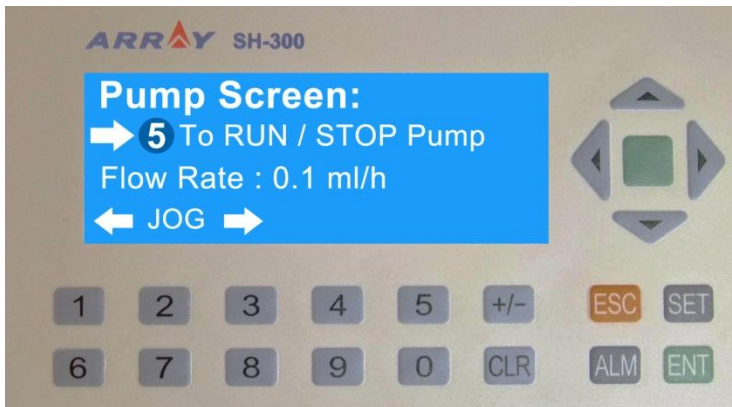 ARRAY SH-300
Pump Screen:
5 To RUN / STOP Pump
Flow Rate : 0.1 ml/h
JOG
1 2 3 4 5 +/- ESC SET
6 7 8 9 0 CLR ALM ENT